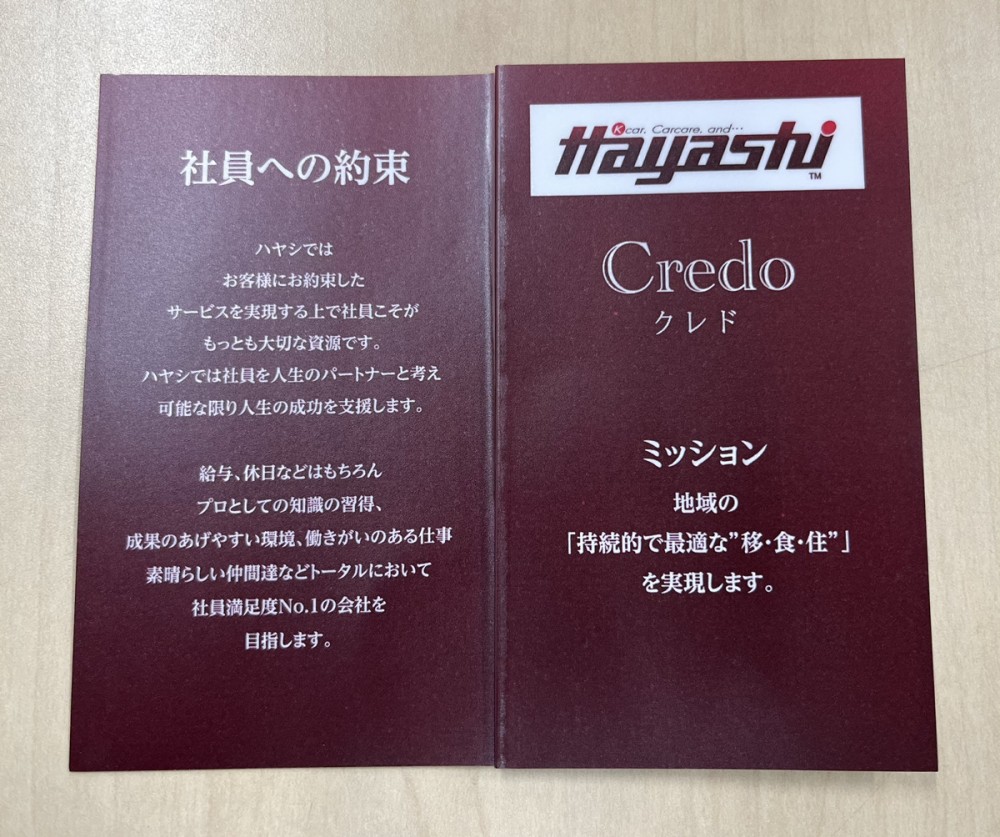 社員への約束
ハヤシでは
お客様にお約束した
サービスを実現する上で社員こそが
もっとも大切な資源です。
ハヤシでは社員を人生のパートナーと考え
可能な限り人生の成功を支援します。
給与、休日などはもちろん
プロとしての知識の習得、
成果のあげやすい環境、働きがいのある仕事
素晴らしい仲間達などトータルにおいて
社員満足度No.1の会社を
目指します。
Kcar, Carcare, and…
Hayashi
TM
Credo
クレド
ミッション
地域の
「持続的で最適な”移・食・住”」
を実現します。